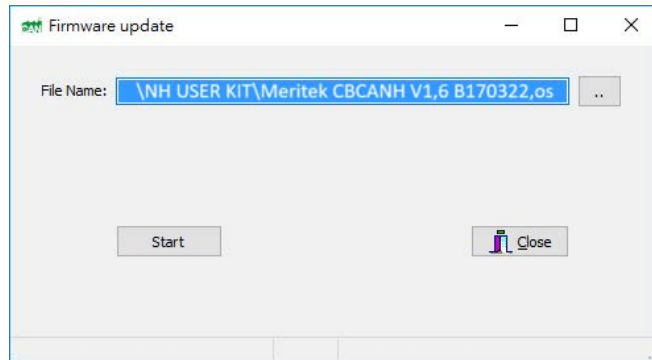 Firmware update
File Name: \NH USER KIT\Meritek CBCANH V1,6 B170322,os ..
Start Close